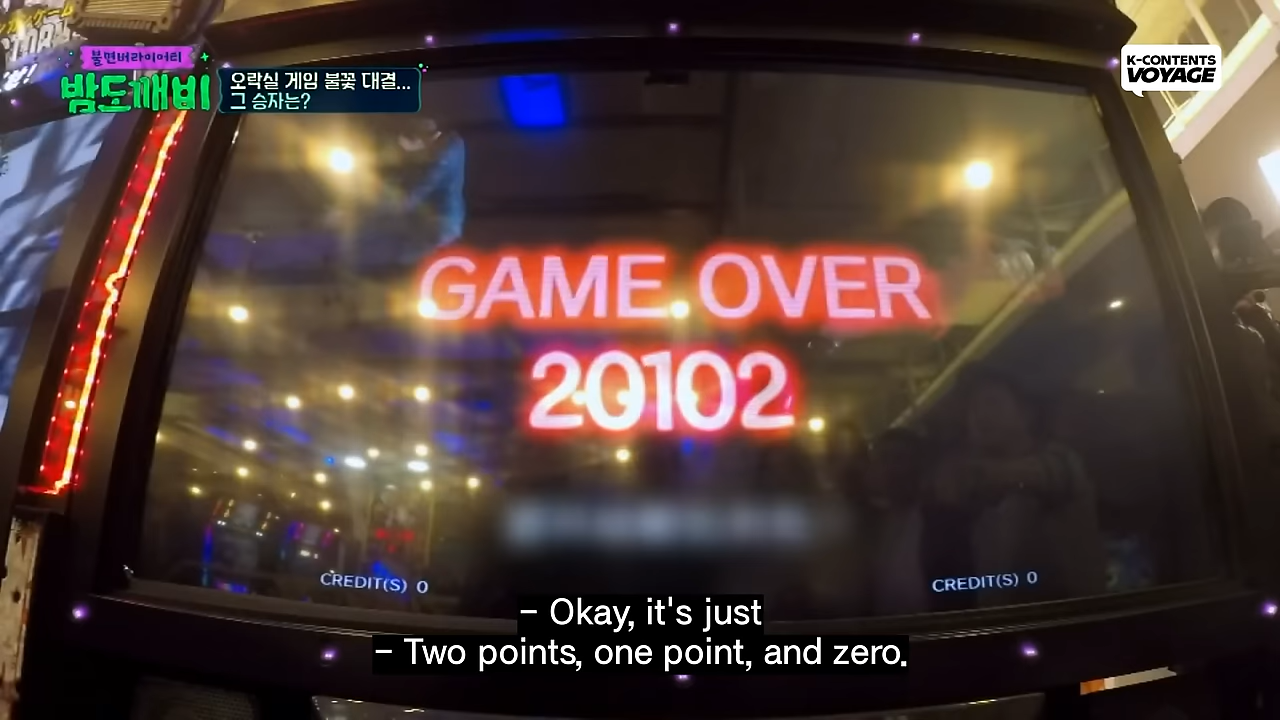 불면버라이어티
밤도깨비
오락실 게임 불꽃 대결...
그 승자는?
K-CONTENTS
VOYAGE
GAME OVER
20102
CREDIT(S) 0
CREDIT(S) 0
– Okay, it's just
– Two points, one point, and zero.